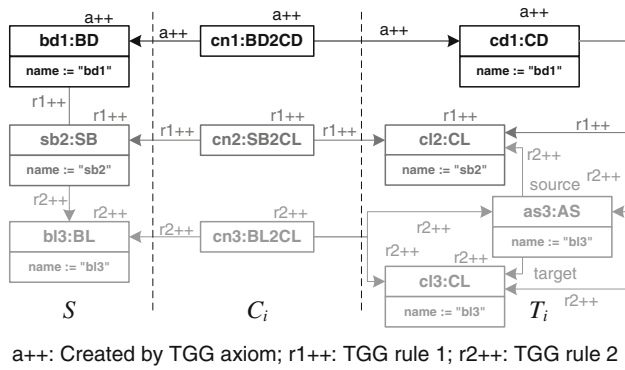 a++ a++
bd1:BD a++ cn1:BD2CD a++ cd1:CD
name := "bd1" name := "bd1"
r1++
r1++ r1++ r1++
sb2:SB r1++ cn2:SB2CL r1++ cl2:CL r1++
name := "sb2" name := "sb2"
r2++ r2++
r2++ r2++ source r2++
bl3:BL r2++ cn3:BL2CL r2++ as3:AS
name := "bl3" name := "bl3"
r2++ r2++
cl3:CL target
name := "bl3" r2++
S Ci Ti
a++: Created by TGG axiom; r1++: TGG rule 1; r2++: TGG rule 2